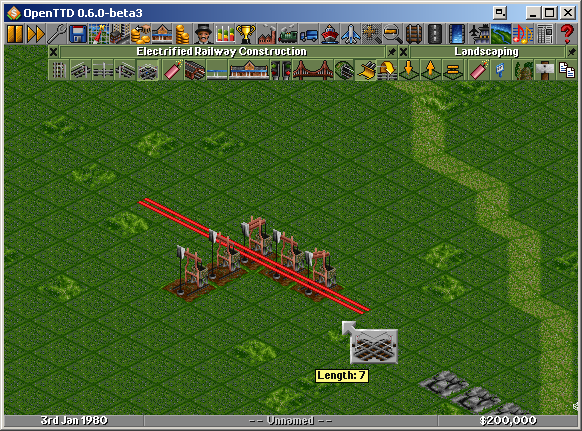 OpenTTD 0.6.0-beta3
Electrified Railway Construction
Landscaping
Length: 7
3rd Jan 1980
-- Unnamed --
$200,000